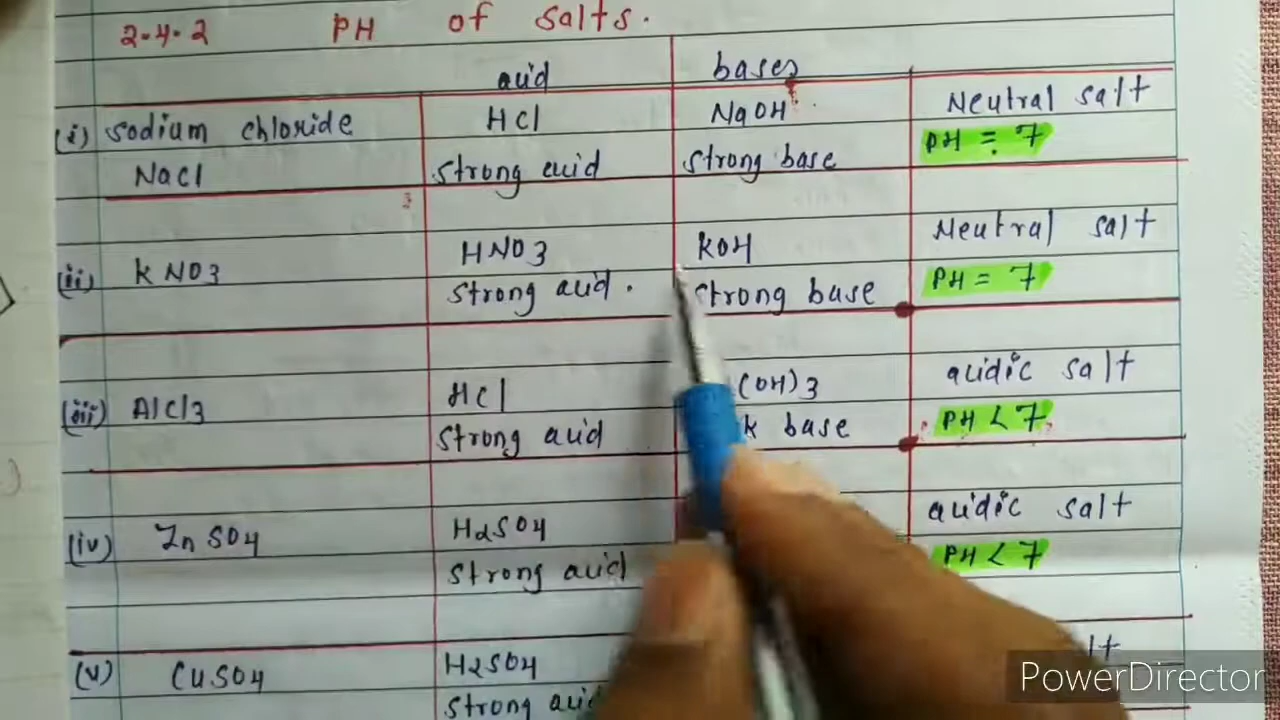 2.4.2 PH of salts.
acid bases
(i) sodium chloride HCl NaOH Neutral salt
NaCl strong acid strong base PH = 7
(ii) KNO3 HNO3 KOH Neutral salt
strong acid. strong base PH = 7
(iii) AlCl3 HCl (OH)3 acidic salt
strong acid k base PH < 7
(iv) ZnSO4 H2SO4 acidic salt
strong acid PH < 7
(v) CuSO4 H2SO4 lt
strong acid
PowerDirector